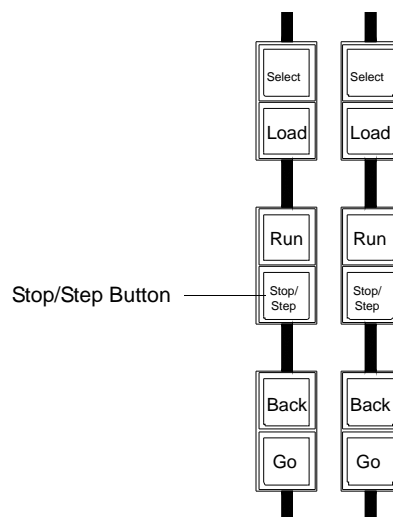 Select Select
Load Load
Run Run
Stop/Step Button
Stop/ Stop/
Step Step
Back Back
Go Go